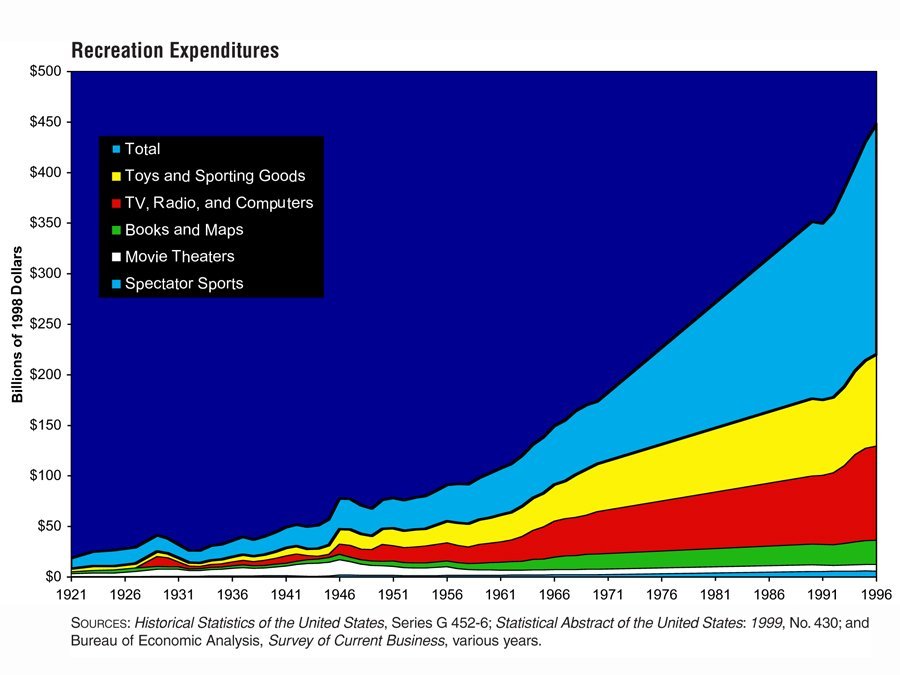 Recreation Expenditures
$500
$450
$400
$350
$300
$250
$200
$150
$100
$50
$0
Billions of 1998 Dollars
Total
Toys and Sporting Goods
TV, Radio, and Computers
Books and Maps
Movie Theaters
Spectator Sports
1921 1926 1931 1936 1941 1946 1951 1956 1961 1966 1971 1976 1981 1986 1991 1996
SOURCES: Historical Statistics of the United States, Series G 452-6; Statistical Abstract of the United States: 1999, No. 430; and
Bureau of Economic Analysis, Survey of Current Business, various years.